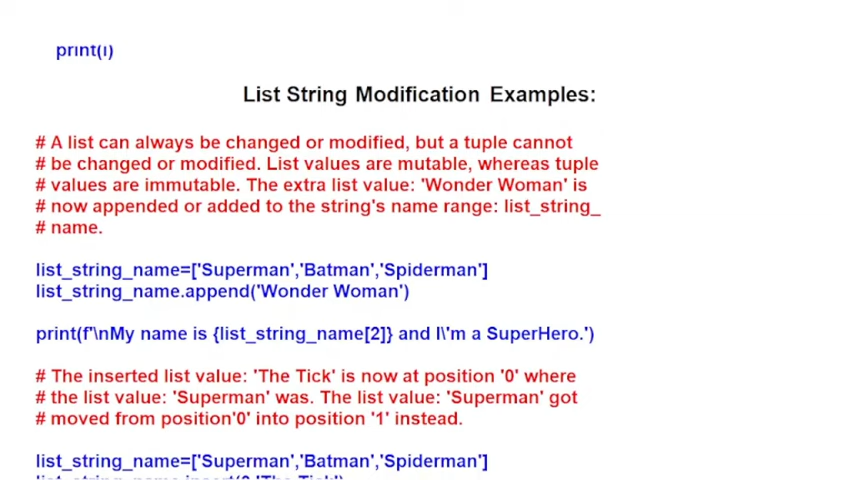 print(i)
List String Modification Examples:
# A list can always be changed or modified, but a tuple cannot
# be changed or modified. List values are mutable, whereas tuple
# values are immutable. The extra list value: 'Wonder Woman' is
# now appended or added to the string's name range: list_string_
# name.
list_string_name=['Superman','Batman','Spiderman']
list_string_name.append('Wonder Woman')
print(f'\nMy name is {list_string_name[2]} and I\'m a SuperHero.')
# The inserted list value: 'The Tick' is now at position '0' where
# the list value: 'Superman' was. The list value: 'Superman' got
# moved from position'0' into position '1' instead.
list_string_name=['Superman','Batman','Spiderman']
list_string_name.insert(0,'The Tick')